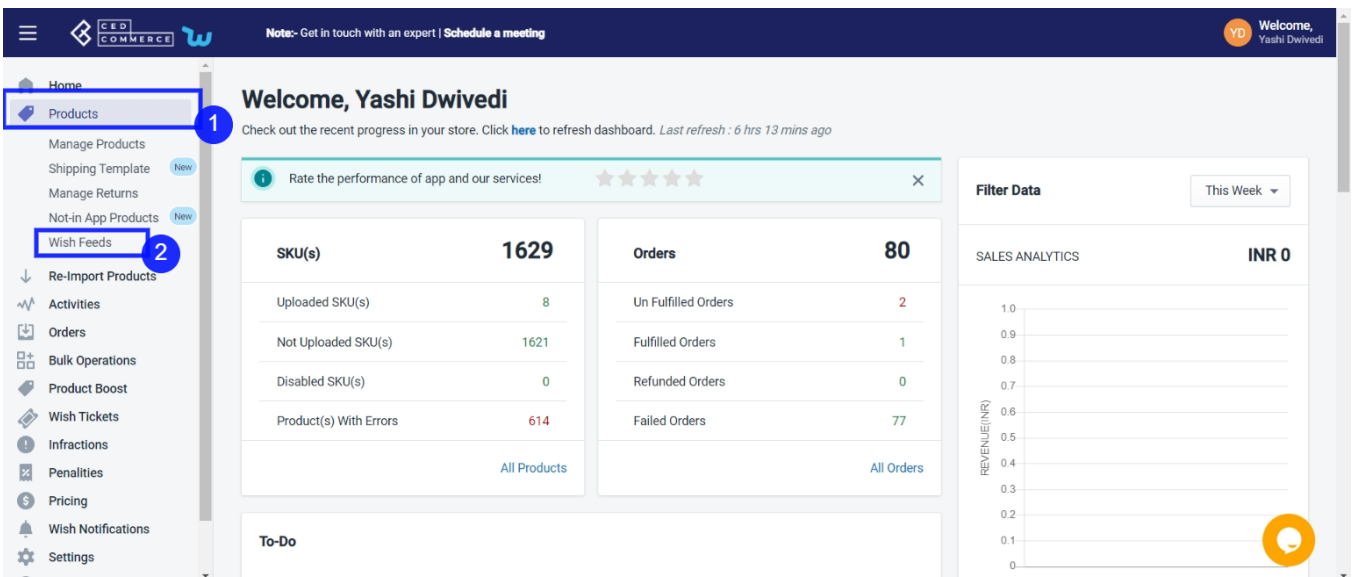 CED COMMERCE
Note:- Get in touch with an expert | Schedule a meeting
YD
Welcome,
Yashi Dwivedi
Home
Products
1
Manage Products
Shipping Template New
Manage Returns
Not-in App Products New
Wish Feeds
2
Re-Import Products
Activities
Orders
Bulk Operations
Product Boost
Wish Tickets
Infractions
Penalities
Pricing
Wish Notifications
Settings
Welcome, Yashi Dwivedi
Check out the recent progress in your store. Click here to refresh dashboard. Last refresh : 6 hrs 13 mins ago
Rate the performance of app and our services!
SKU(s) 1629
Uploaded SKU(s) 8
Not Uploaded SKU(s) 1621
Disabled SKU(s) 0
Product(s) With Errors 614
All Products
Orders 80
Un Fulfilled Orders 2
Fulfilled Orders 1
Refunded Orders 0
Failed Orders 77
All Orders
To-Do
Filter Data This Week
SALES ANALYTICS INR 0
REVENUE(INR)
1.0
0.9
0.8
0.7
0.6
0.5
0.4
0.3
0.2
0.1
0